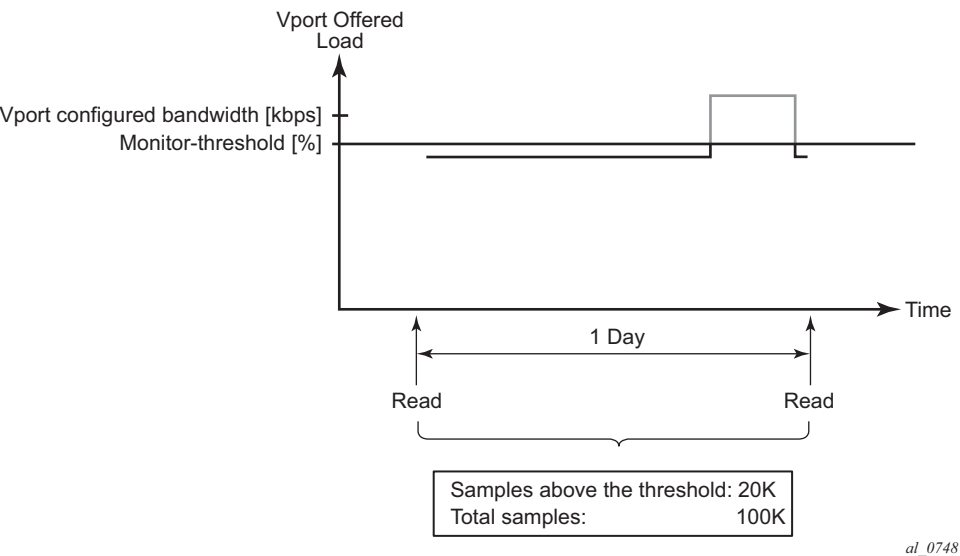 Vport Offered
Load
Vport configured bandwidth [kbps]
Monitor-threshold [%]
Time
1 Day
Read
Read
Samples above the threshold: 20K
Total samples: 100K
al_0748